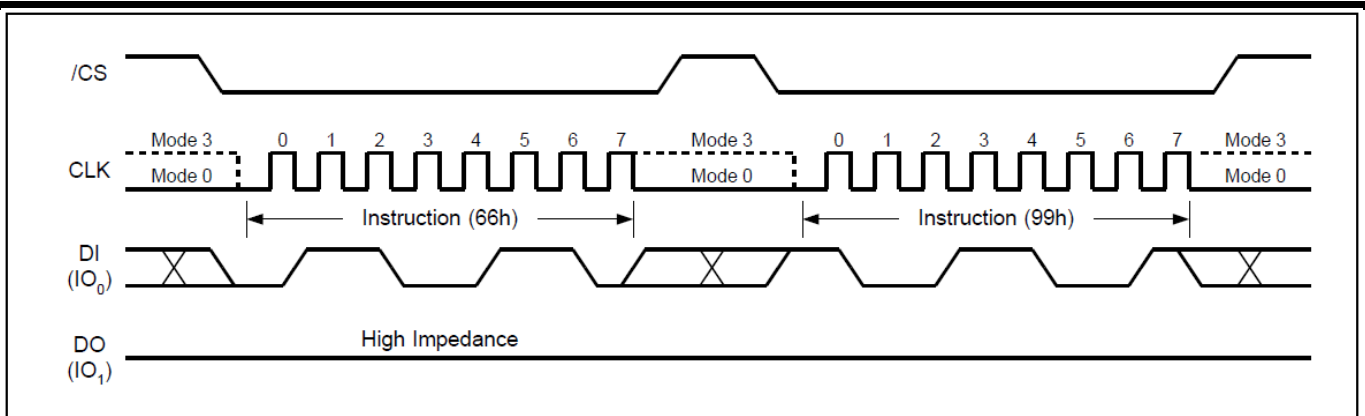 /CS
Mode 3 0 1 2 3 4 5 6 7 Mode 3 0 1 2 3 4 5 6 7 Mode 3
CLK Mode 0 Mode 0 Mode 0
Instruction (66h) Instruction (99h)
DI
(IO0)
High Impedance
DO
(IO1)